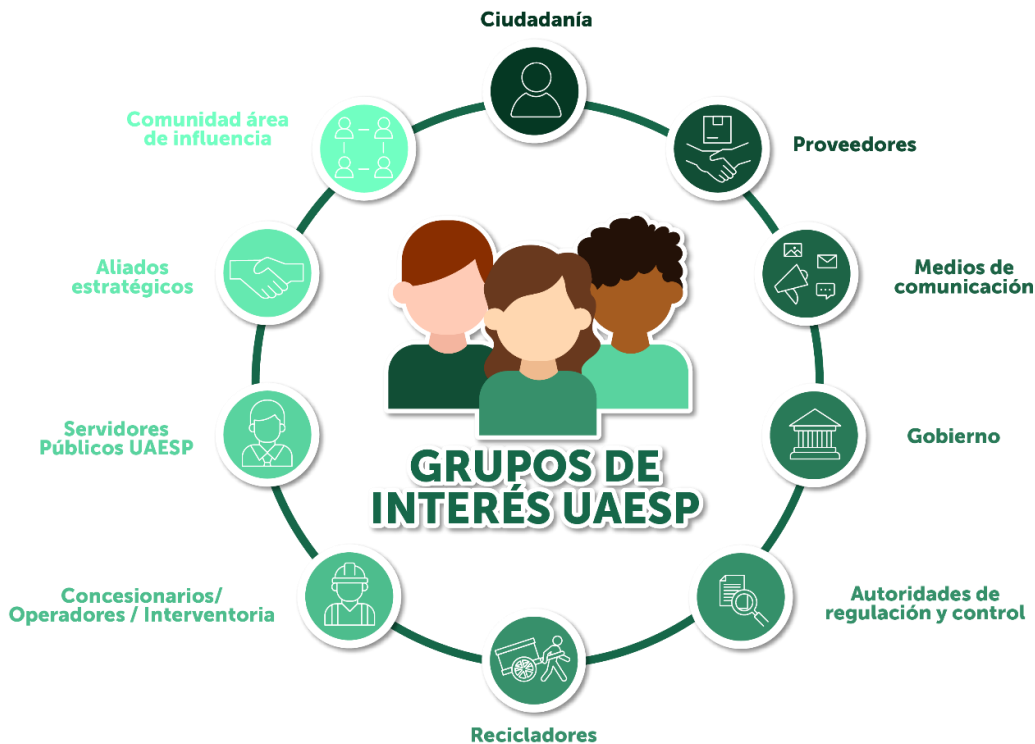 Ciudadanía
Proveedores
Medios de
comunicación
Gobierno
Autoridades de
regulación y control
Recicladores
Concesionarios/
Operadores / Interventoria
Servidores
Públicos UAESP
Aliados
estratégicos
Comunidad área
de influencia
GRUPOS DE
INTERÉS UAESP